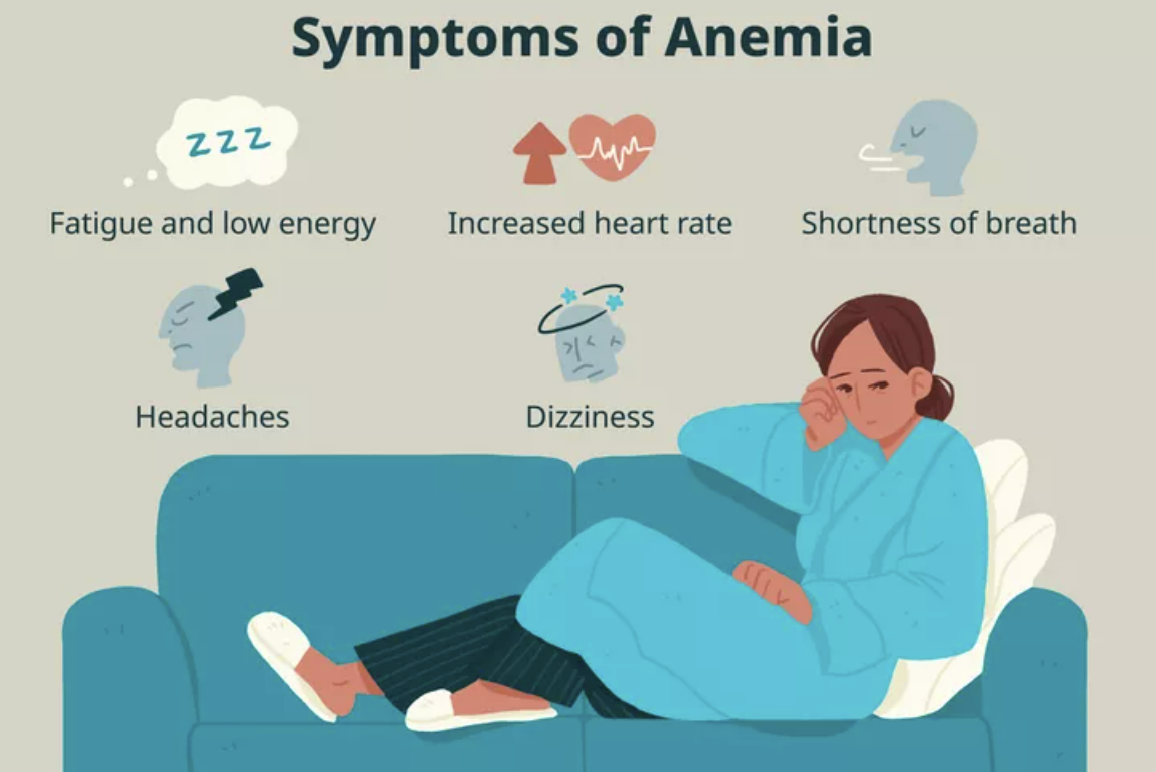 Symptoms of Anemia
zzz
Fatigue and low energy
Increased heart rate
Shortness of breath
Headaches
Dizziness